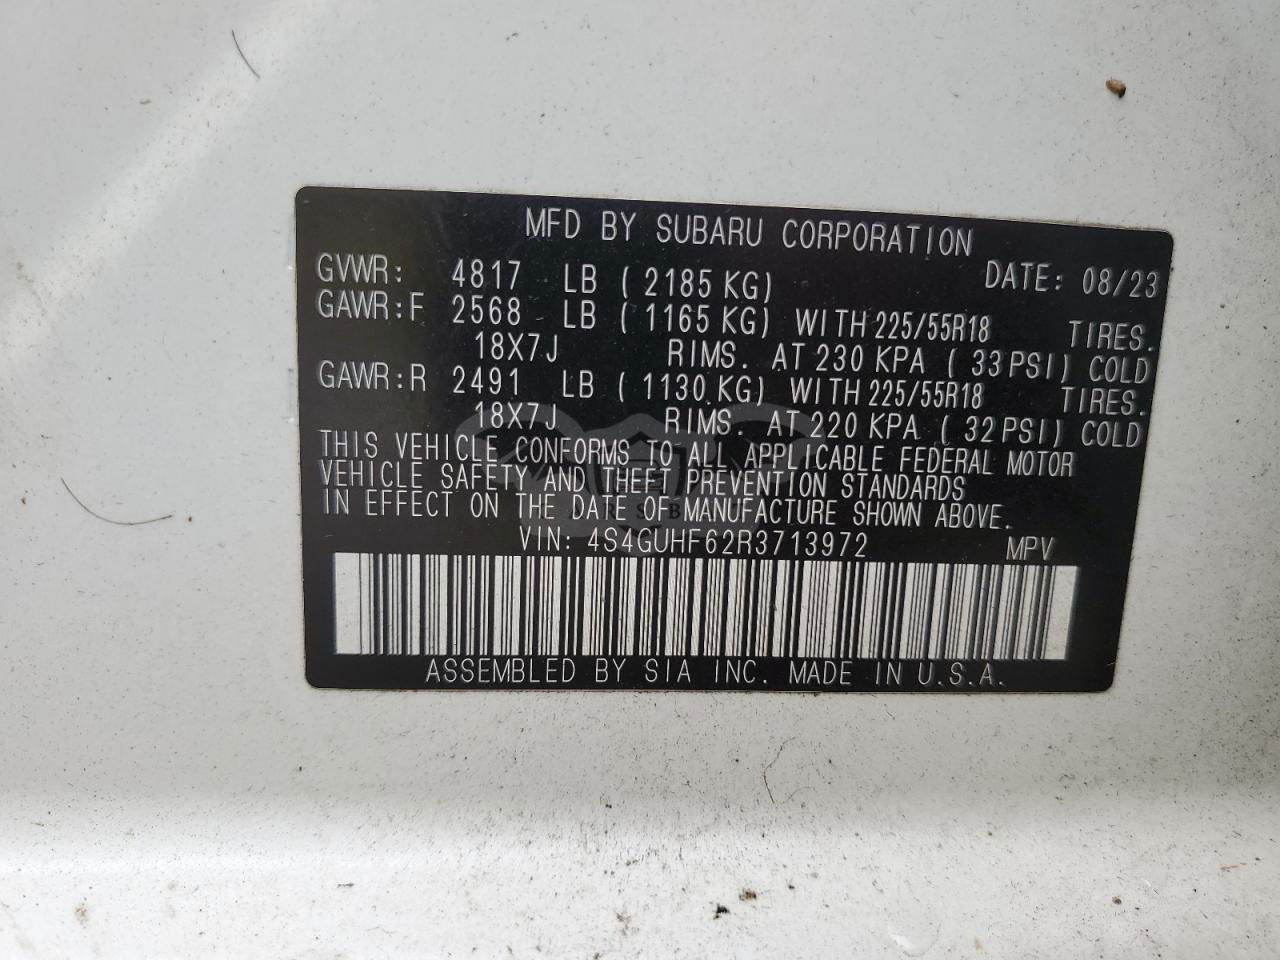 MFD BY SUBARU CORPORATION
GVWR: 4817 LB ( 2185 KG) DATE: 08/23
GAWR:F 2568 LB ( 1165 KG) WITH 225/55R18 TIRES.
18X7J RIMS. AT 230 KPA ( 33 PSI) COLD
GAWR:R 2491 LB ( 1130 KG) WITH 225/55R18 TIRES.
18X7J RIMS. AT 220 KPA ( 32 PSI) COLD
THIS VEHICLE CONFORMS TO ALL APPLICABLE FEDERAL MOTOR
VEHICLE SAFETY AND THEFT PREVENTION STANDARDS
IN EFFECT ON THE DATE OF MANUFACTURE SHOWN ABOVE.
VIN: 4S4GUHF62R3713972 MPV
ASSEMBLED BY SIA INC. MADE IN U.S.A.